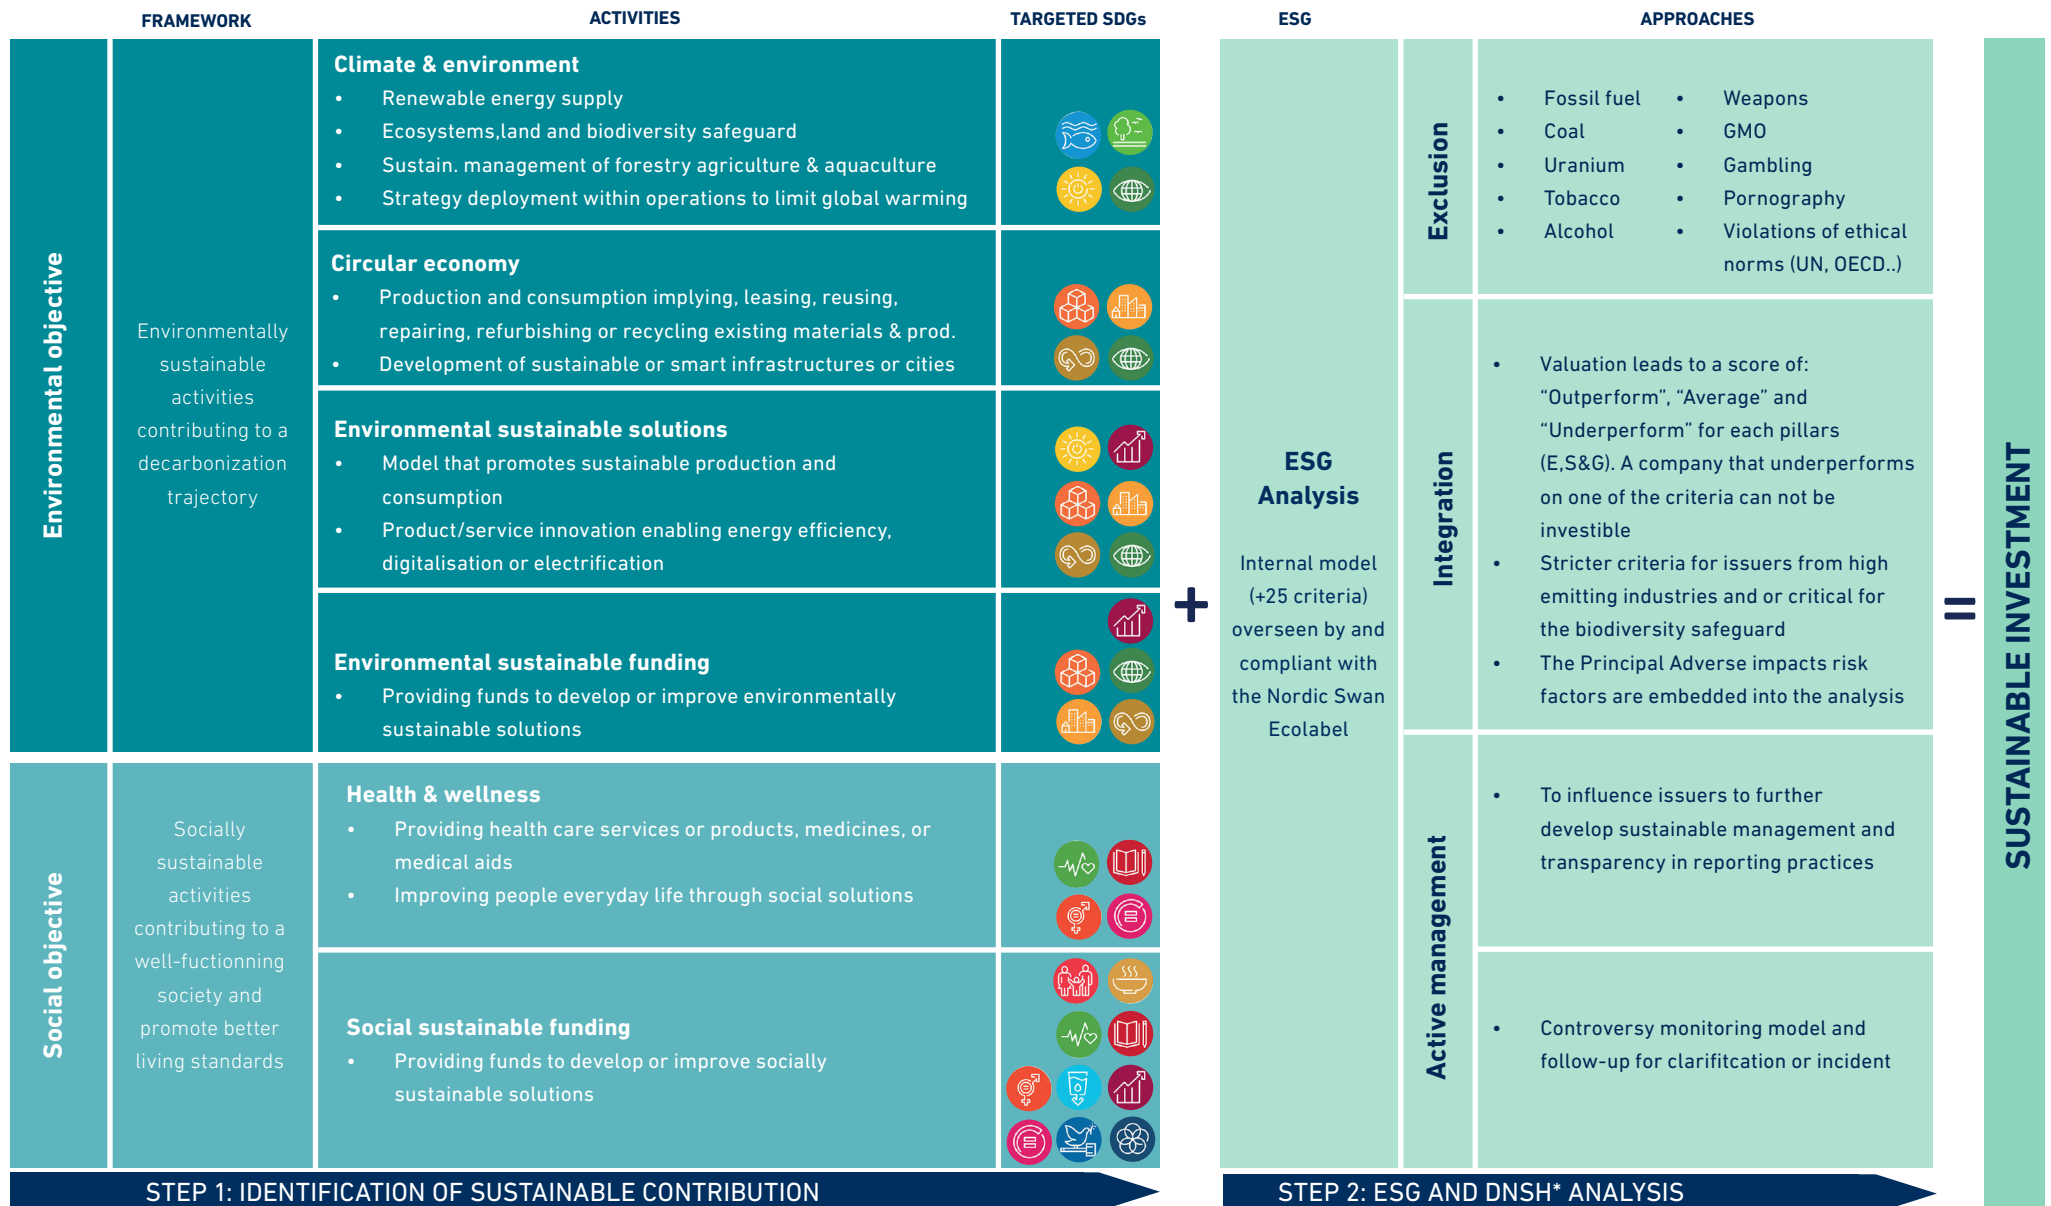 FRAMEWORK
ACTIVITIES
TARGETED SDGs
ESG
APPROACHES
Environmental objective
Environmentally
sustainable
activities
contributing to a
decarbonization
trajectory
Climate & environment
• Renewable energy supply
• Ecosystems,land and biodiversity safeguard
• Sustain. management of forestry agriculture & aquaculture
• Strategy deployment within operations to limit global warming
Circular economy
• Production and consumption implying, leasing, reusing,
repairing, refurbishing or recycling existing materials & prod.
• Development of sustainable or smart infrastructures or cities
Environmental sustainable solutions
• Model that promotes sustainable production and
consumption
• Product/service innovation enabling energy efficiency,
digitalisation or electrification
Environmental sustainable funding
• Providing funds to develop or improve environmentally
sustainable solutions
Social objective
Socially
sustainable
activities
contributing to a
well-fuctionning
society and
promote better
living standards
Health & wellness
• Providing health care services or products, medicines, or
medical aids
• Improving people everyday life through social solutions
Social sustainable funding
• Providing funds to develop or improve socially
sustainable solutions
STEP 1: IDENTIFICATION OF SUSTAINABLE CONTRIBUTION
+
ESG
Analysis
Internal model
(+25 criteria)
overseen by and
compliant with
the Nordic Swan
Ecolabel
Exclusion
• Fossil fuel
• Coal
• Uranium
• Tobacco
• Alcohol
• Weapons
• GMO
• Gambling
• Pornography
• Violations of ethical
norms (UN, OECD..)
Integration
• Valuation leads to a score of:
“Outperform”, “Average” and
“Underperform” for each pillars
(E,S&G). A company that underperforms
on one of the criteria can not be
investible
• Stricter criteria for issuers from high
emitting industries and or critical for
the biodiversity safeguard
• The Principal Adverse impacts risk
factors are embedded into the analysis
Active management
• To influence issuers to further
develop sustainable management and
transparency in reporting practices
• Controversy monitoring model and
follow-up for clarifitcation or incident
STEP 2: ESG AND DNSH* ANALYSIS
=
SUSTAINABLE INVESTMENT